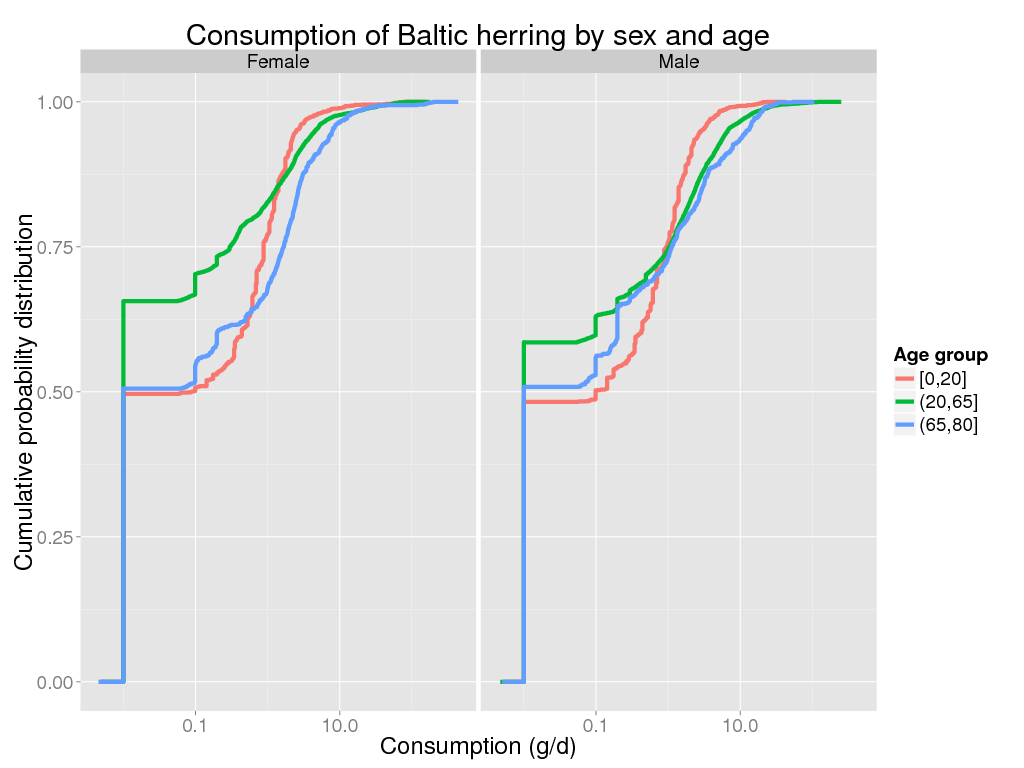 Consumption of Baltic herring by sex and age
Female
Male
Cumulative probability distribution
1.00
0.75
0.50
0.25
0.00
0.1
10.0
0.1
10.0
Consumption (g/d)
Age group
[0,20]
(20,65]
(65,80]